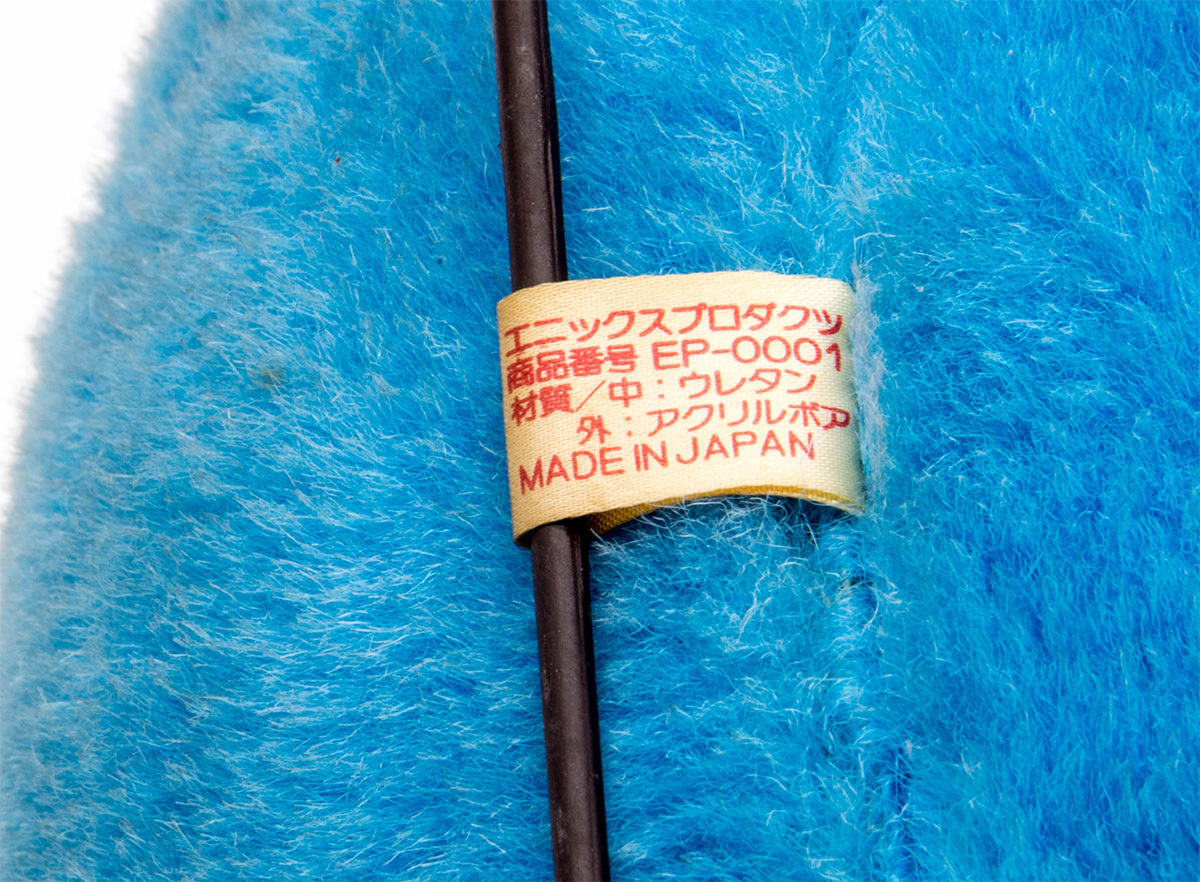 エニックスプロダクツ
商品番号 EP-0001
材質/中:ウレタン
外:アクリルボア
MADE IN JAPAN